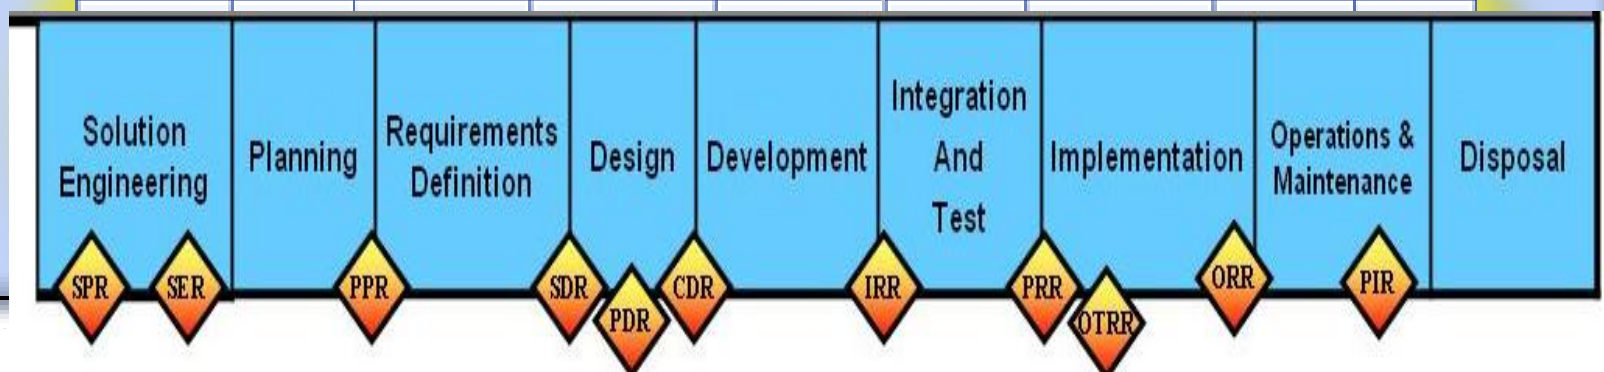 Solution
Engineering
Planning
Requirements
Definition
Design
Development
Integration
And
Test
Implementation
Operations &
Maintenance
Disposal
SPR
SER
PPR
SDR
PDR
CDR
IRR
PRR
OTRR
ORR
PIR